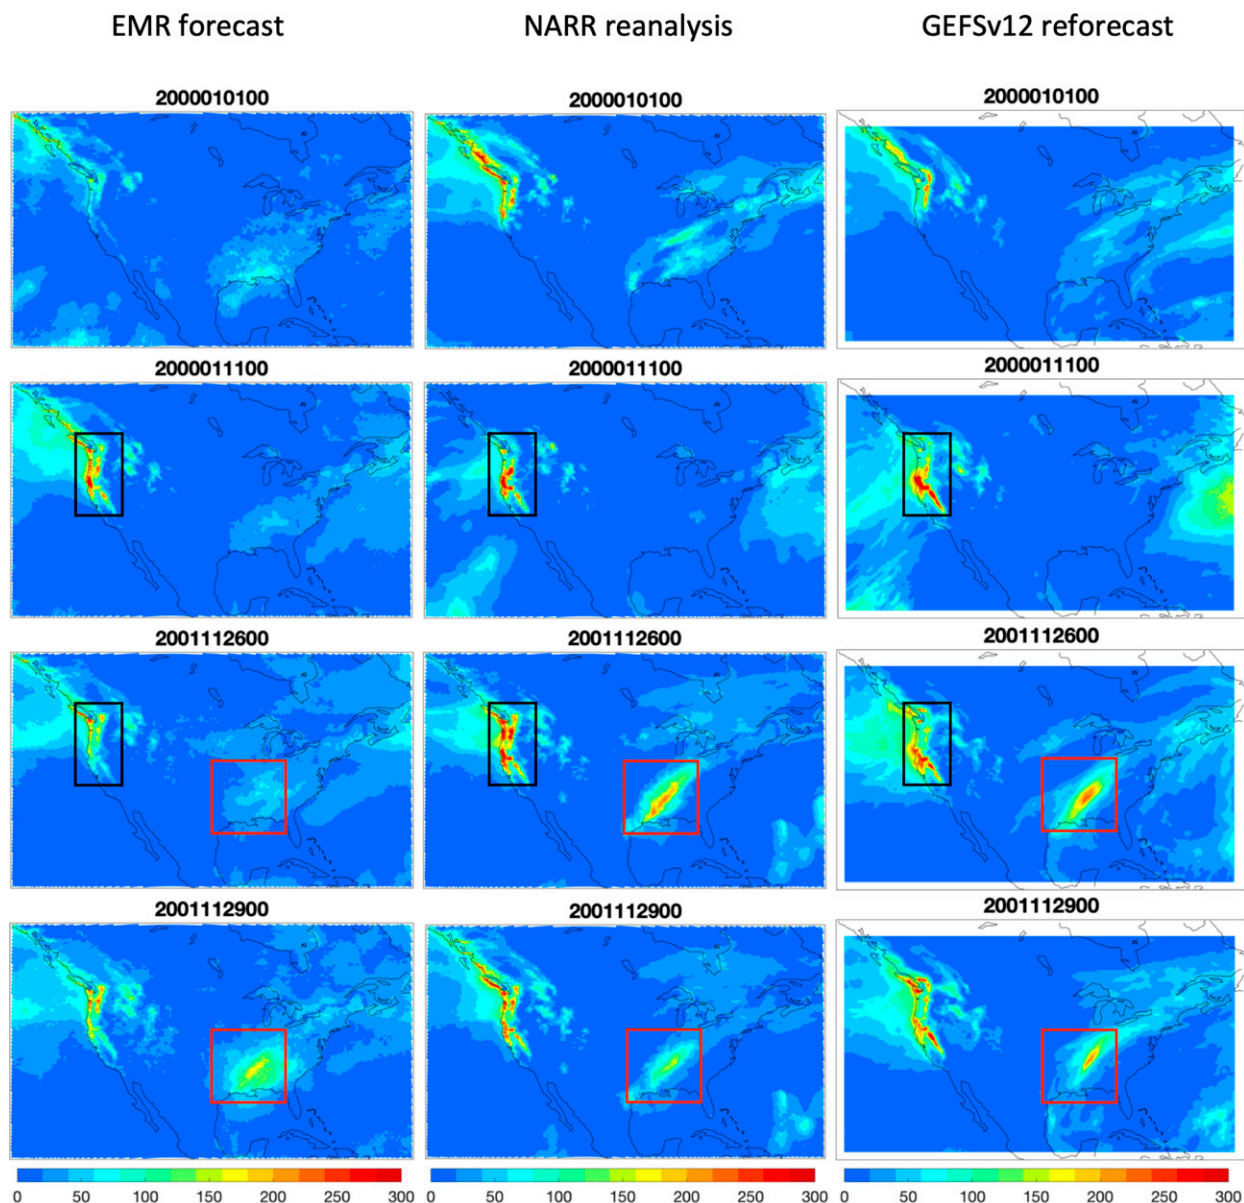 EMR forecast NARR reanalysis GEFSv12 reforecast
2000010100 2000010100 2000010100
2000011100 2000011100 2000011100
2001112600 2001112600 2001112600
2001112900 2001112900 2001112900
0 50 100 150 200 250 300 0 50 100 150 200 250 300 0 50 100 150 200 250 300